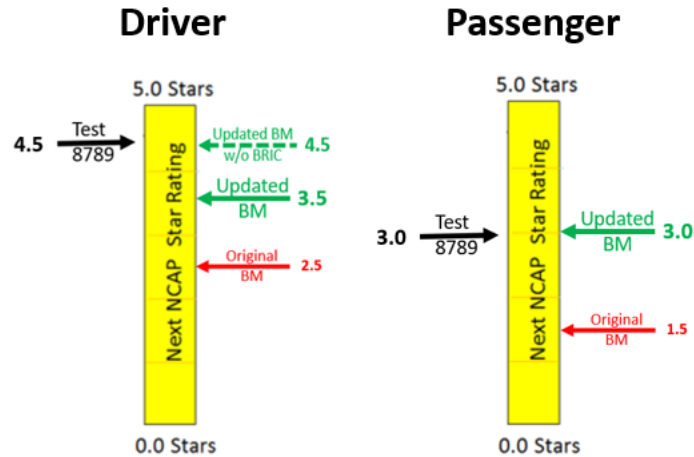 Driver
5.0 Stars
4.5
Test
8789
Updated BM
w/o BRIC
4.5
Updated
BM
3.5
Original
BM
2.5
Next NCAP Star Rating
0.0 Stars
Passenger
5.0 Stars
3.0
Test
8789
Updated
BM
3.0
Original
BM
1.5
Next NCAP Star Rating
0.0 Stars